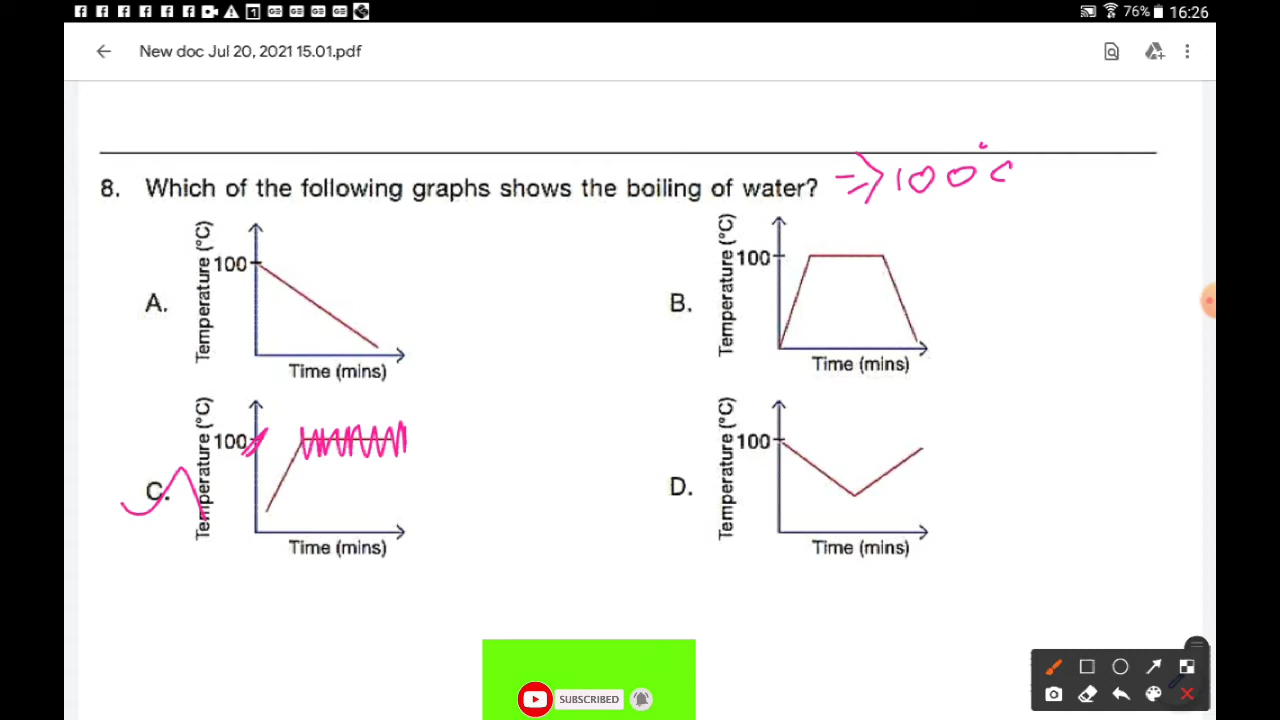 76% 16:26
New doc Jul 20, 2021 15.01.pdf
8. Which of the following graphs shows the boiling of water? ⇒ 100°C
A.
Temperature (°C)
100
Time (mins)
B.
Temperature (°C)
100
Time (mins)
C.
Temperature (°C)
100
Time (mins)
D.
Temperature (°C)
100
Time (mins)
SUBSCRIBED